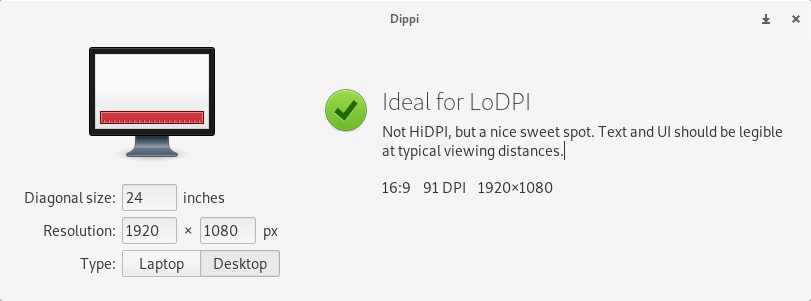 Dippi
Ideal for LoDPI
Not HiDPI, but a nice sweet spot. Text and UI should be legible
at typical viewing distances.
16:9 91 DPI 1920×1080
Diagonal size: 24 inches
Resolution: 1920 × 1080 px
Type: Laptop Desktop